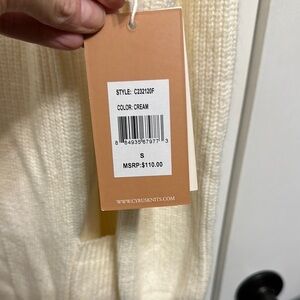 STYLE: C232120F
COLOR: CREAM
8 84935 67977 3
S
MSRP:$110.00
WWW.CYRUSKNITS.COM